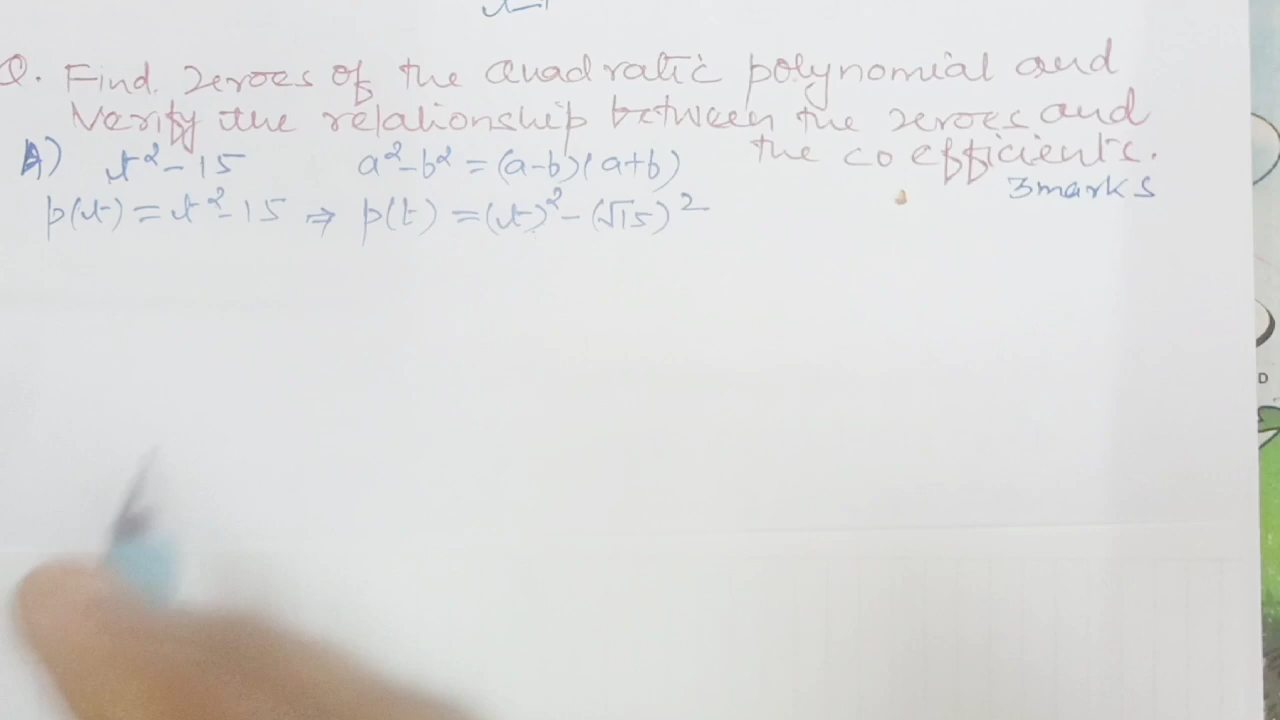 Q. Find zeroes of the quadratic polynomial and
Verify the relationship between the zeroes and
the coefficients.
3marks
A) t² - 15 a² - b² = (a-b)(a+b)
p(t) = t² - 15 ⇒ p(t) = (t)² - (√15)²
D